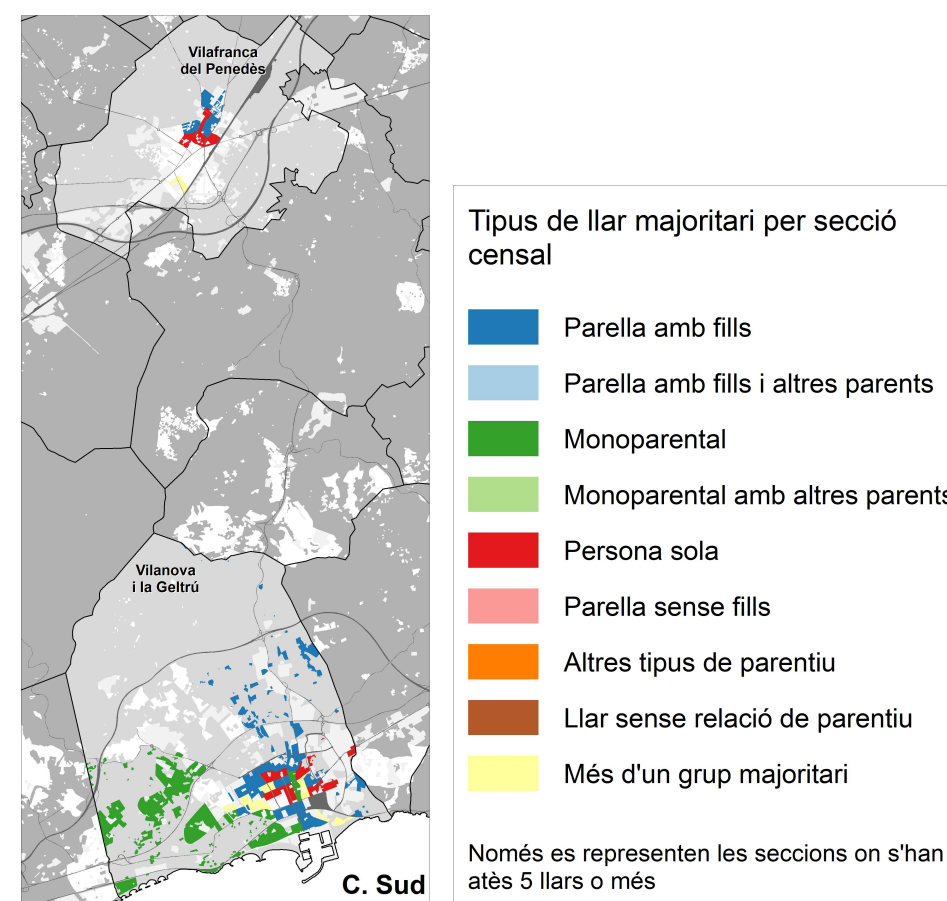 Vilafranca
del Penedès
Vilanova
i la Geltrú
C. Sud
Tipus de llar majoritari per secció
censal
Parella amb fills
Parella amb fills i altres parents
Monoparental
Monoparental amb altres parents
Persona sola
Parella sense fills
Altres tipus de parentiu
Llar sense relació de parentiu
Més d'un grup majoritari
Només es representen les seccions on s'han
atès 5 llars o més